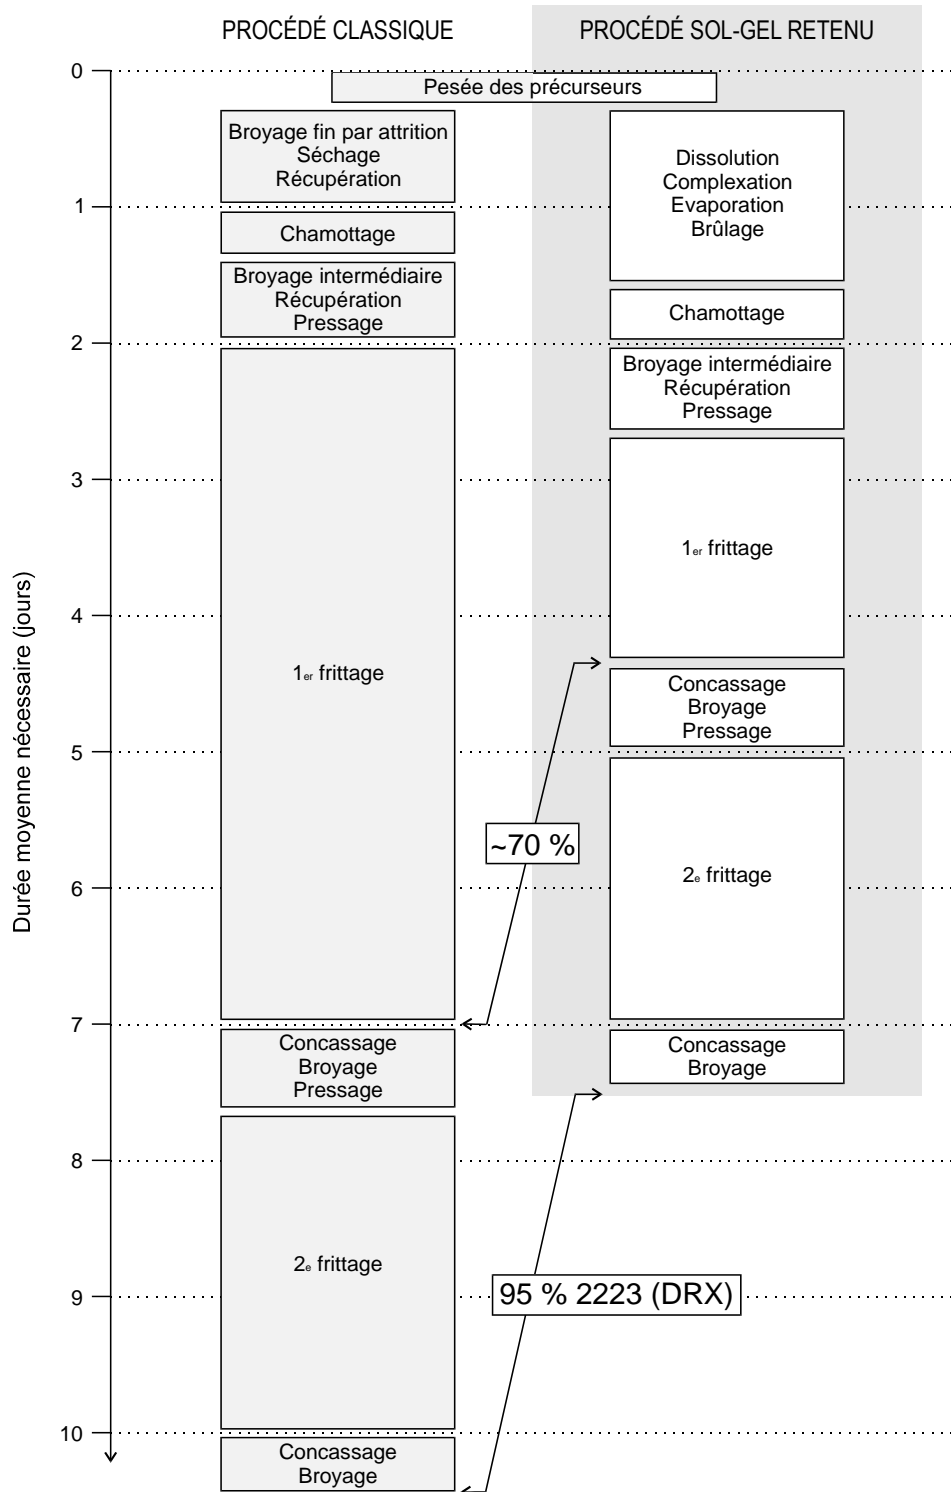 PROCÉDÉ CLASSIQUE
PROCÉDÉ SOL-GEL RETENU
Durée moyenne nécessaire (jours)
0
1
2
3
4
5
6
7
8
9
10
Pesée des précurseurs
Broyage fin par attrition
Séchage
Récupération
Chamottage
Broyage intermédiaire
Récupération
Pressage
1er frittage
Concassage
Broyage
Pressage
2e frittage
Concassage
Broyage
Dissolution
Complexation
Evaporation
Brûlage
Chamottage
Broyage intermédiaire
Récupération
Pressage
1er frittage
Concassage
Broyage
Pressage
2e frittage
Concassage
Broyage
~70 %
95 % 2223 (DRX)